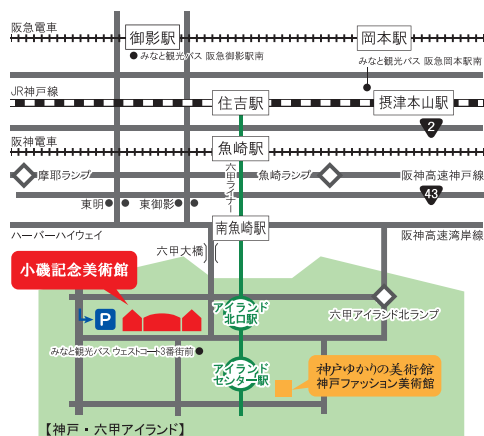 阪急電車
御影駅
岡本駅
みなと観光バス 阪急御影駅南
みなと観光バス 阪急岡本駅南
JR神戸線
住吉駅
摂津本山駅
2
阪神電車
魚崎駅
摩耶ランプ
六甲ライナー
魚崎ランプ
阪神高速神戸線
43
東明
東御影
南魚崎駅
ハーバーハイウェイ
阪神高速湾岸線
六甲大橋
小磯記念美術館
P
アイランド
北口駅
六甲アイランド北ランプ
みなと観光バス ウェストコート3番街前
アイランド
センター駅
神戸ゆかりの美術館
神戸ファッション美術館
【神戸・六甲アイランド】